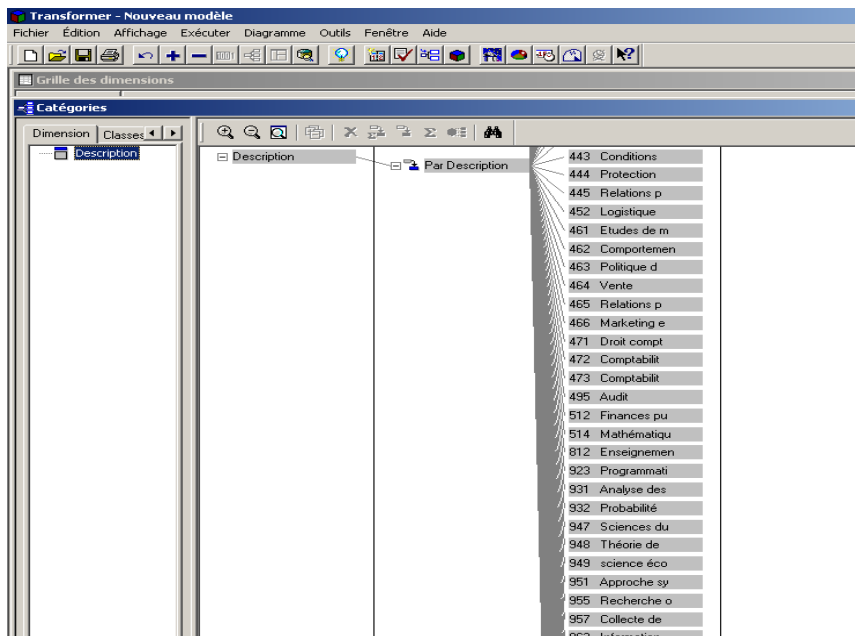 Transformer - Nouveau modèle
Fichier Édition Affichage Exécuter Diagramme Outils Fenêtre Aide
Grille des dimensions
Catégories
Dimension Classes
Description
Description
Par Description
443 Conditions
444 Protection
445 Relations p
452 Logistique
461 Etudes de m
462 Comportemen
463 Politique d
464 Vente
465 Relations p
466 Marketing e
471 Droit compt
472 Comptabilit
473 Comptabilit
495 Audit
512 Finances pu
514 Mathématiqu
812 Enseignemen
923 Programmati
931 Analyse des
932 Probabilité
947 Sciences du
948 Théorie de
949 science éco
951 Approche sy
955 Recherche o
957 Collecte de